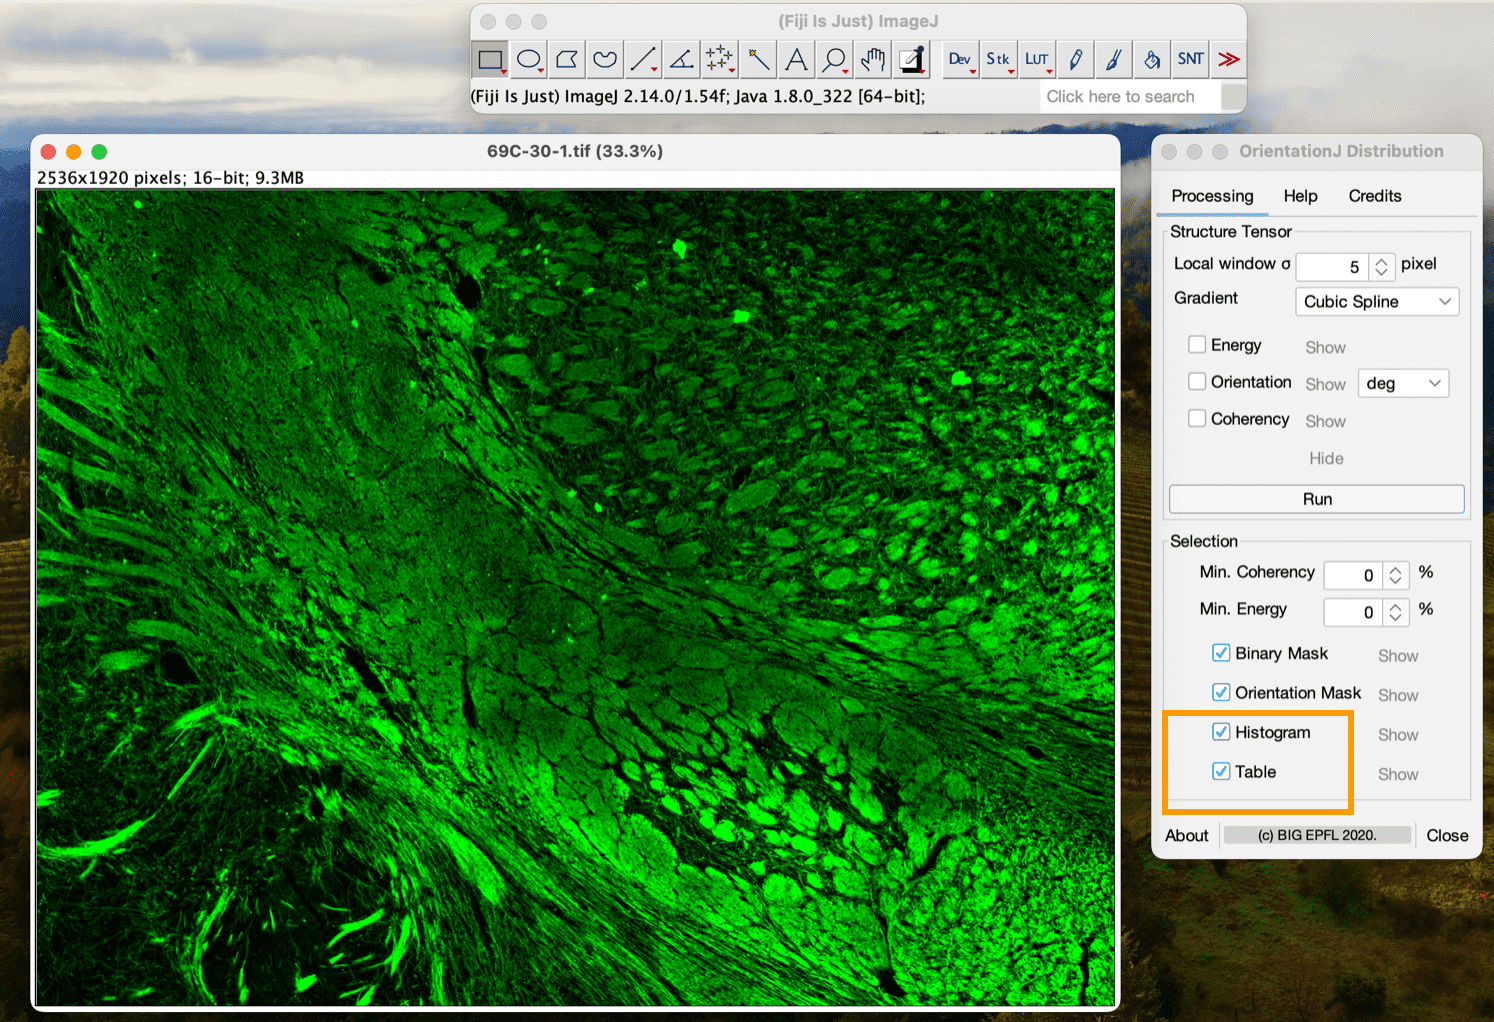 (Fiji Is Just) ImageJ
Dev Stk LUT SNT
(Fiji Is Just) ImageJ 2.14.0/1.54f; Java 1.8.0_322 [64-bit];
Click here to search
69C-30-1.tif (33.3%)
2536x1920 pixels; 16-bit; 9.3MB
OrientationJ Distribution
Processing Help Credits
Structure Tensor
Local window σ 5 pixel
Gradient Cubic Spline
Energy Show
Orientation Show deg
Coherency Show
Hide
Run
Selection
Min. Coherency 0 %
Min. Energy 0 %
Binary Mask Show
Orientation Mask Show
Histogram Show
Table Show
About (c) BIG EPFL 2020. Close